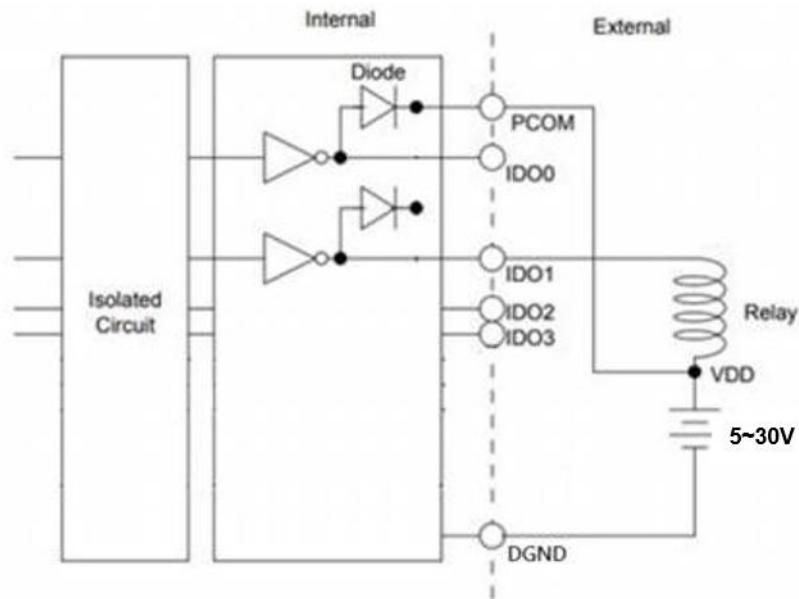 Internal
External
Diode
PCOM
IDO0
IDO1
Isolated
Circuit
IDO2
IDO3
Relay
VDD
5~30V
DGND